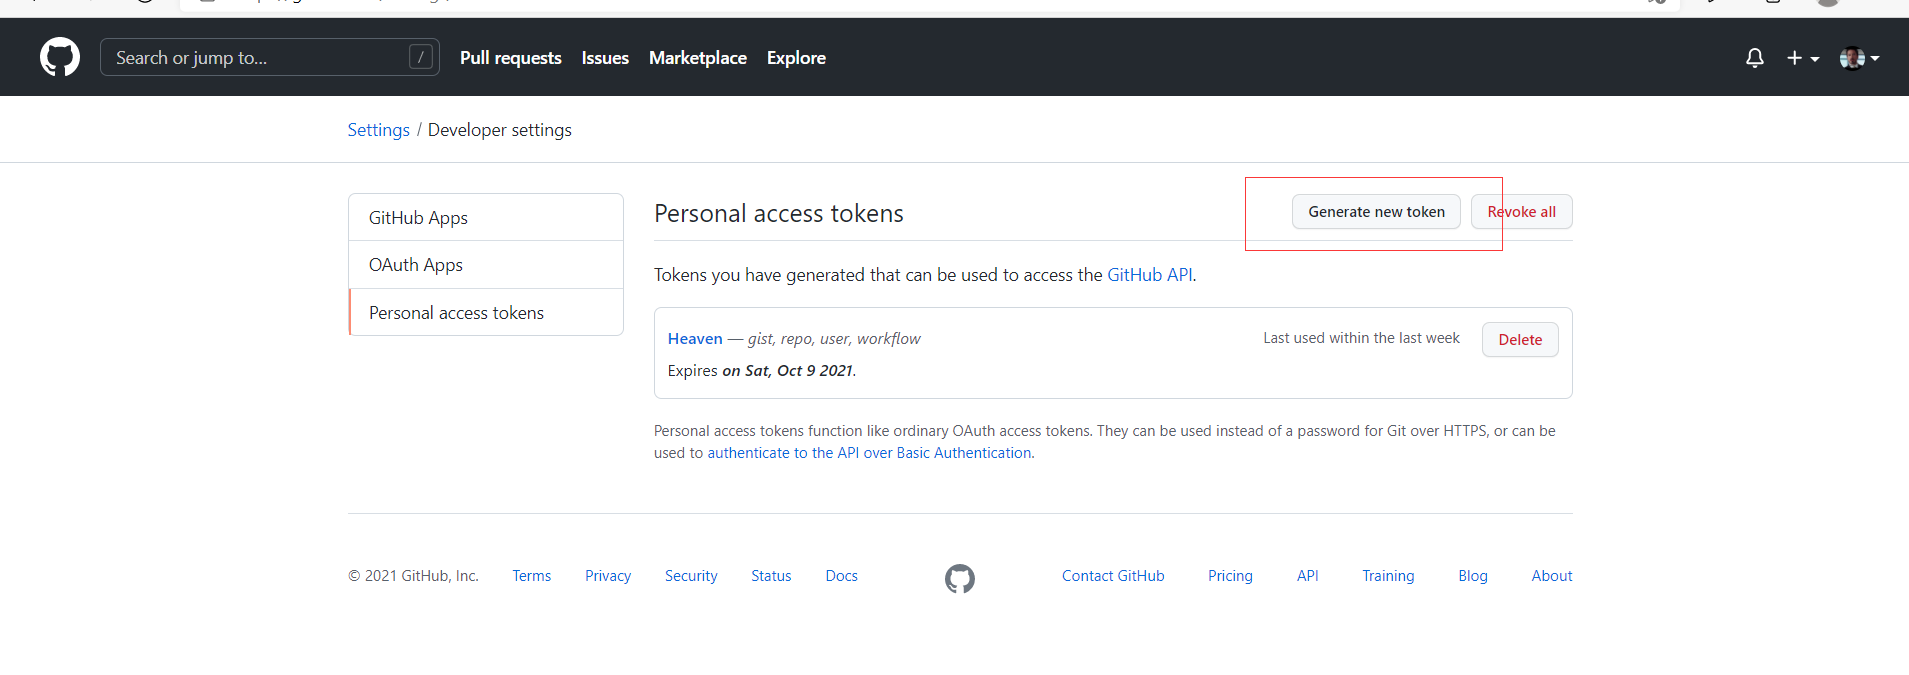 Search or jump to... /
Pull requests Issues Marketplace Explore
Settings / Developer settings
GitHub Apps
OAuth Apps
Personal access tokens
Personal access tokens
Generate new token Revoke all
Tokens you have generated that can be used to access the GitHub API.
Heaven — gist, repo, user, workflow
Last used within the last week Delete
Expires on Sat, Oct 9 2021.
Personal access tokens function like ordinary OAuth access tokens. They can be used instead of a password for Git over HTTPS, or can be
used to authenticate to the API over Basic Authentication.
© 2021 GitHub, Inc. Terms Privacy Security Status Docs Contact GitHub Pricing API Training Blog About